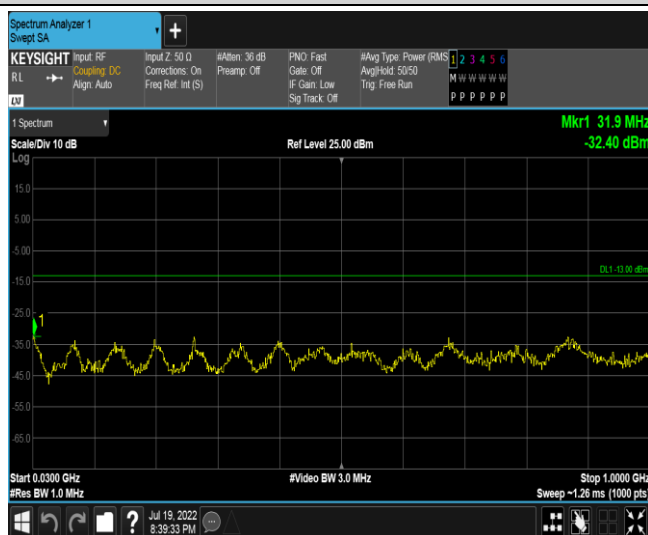 Spectrum Analyzer 1
Swept SA
+
KEYSIGHT Input: RF Input Z: 50 Ω #Atten: 36 dB PNO: Fast #Avg Type: Power (RMS 1 2 3 4 5 6
RL Coupling: DC Corrections: On Preamp: Off Gate: Off Avg|Hold: 50/50 M W W W W W
Align: Auto Freq Ref: Int (S) IF Gain: Low Trig: Free Run
Sig Track: Off P P P P P P
LXI
1 Spectrum Mkr1 31.9 MHz
Scale/Div 10 dB Ref Level 25.00 dBm -32.40 dBm
Log
15.0
5.00
-5.00
DL1 -13.00 dBm
-15.0
-25.0
1
-35.0
-45.0
-55.0
-65.0
Start 0.0300 GHz #Video BW 3.0 MHz Stop 1.0000 GHz
#Res BW 1.0 MHz Sweep ~1.26 ms (1000 pts)
? Jul 19, 2022
8:39:33 PM